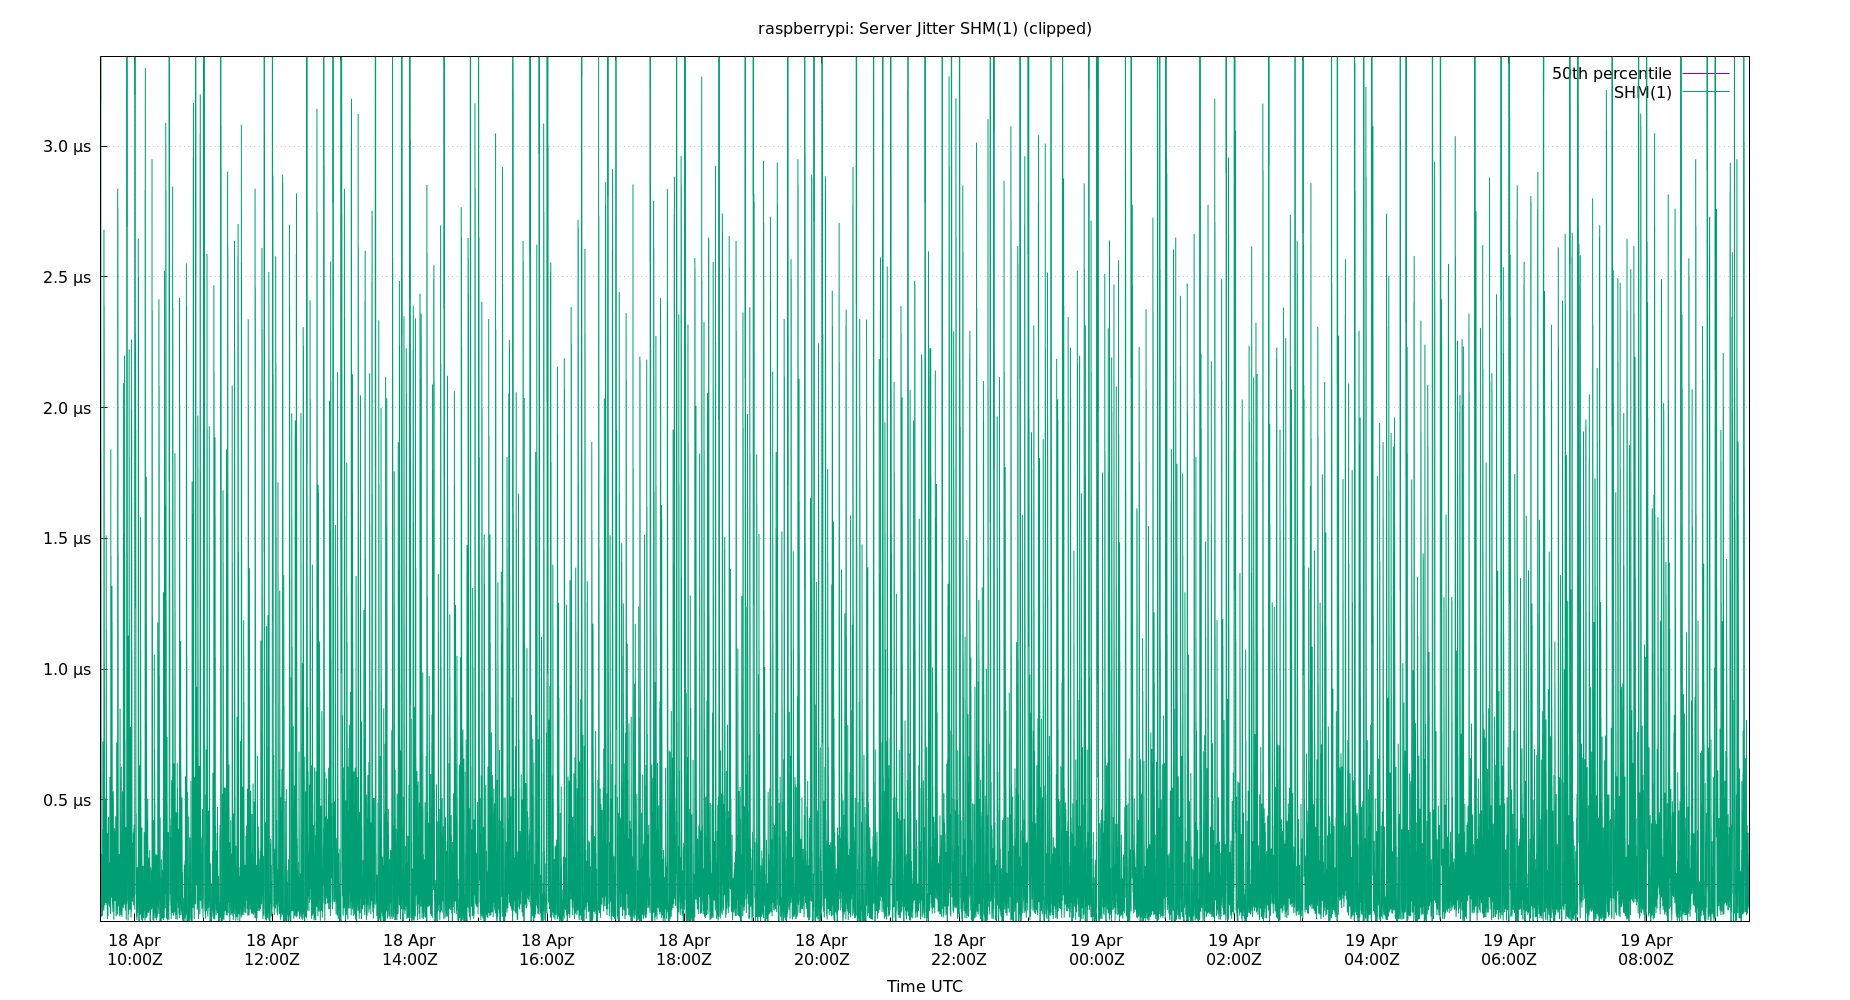 raspberrypi: Server Jitter SHM(1) (clipped)
50th percentile
SHM(1)
3.0 µs
2.5 µs
2.0 µs
1.5 µs
1.0 µs
0.5 µs
18 Apr 18 Apr 18 Apr 18 Apr 18 Apr 18 Apr 18 Apr 19 Apr 19 Apr 19 Apr 19 Apr 19 Apr
10:00Z 12:00Z 14:00Z 16:00Z 18:00Z 20:00Z 22:00Z 00:00Z 02:00Z 04:00Z 06:00Z 08:00Z
Time UTC